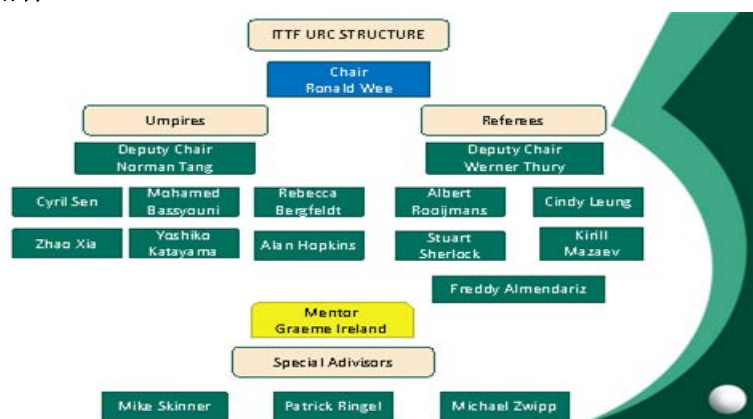 ITTF URC STRUCTURE
Chair
Ronald Wee
Umpires
Referees
Deputy Chair
Norman Tang
Deputy Chair
Werner Thury
Cyril Sen
Mohamed
Bassyouni
Rebecca
Bergfeldt
Albert
Rooijmans
Cindy Leung
Zhao Xia
Yoshiko
Katayama
Alan Hopkins
Stuart
Sherlock
Kirill
Mazaev
Freddy Almendariz
Mentor
Graeme Ireland
Special Adivisors
Mike Skinner
Patrick Ringel
Michael Zwipp